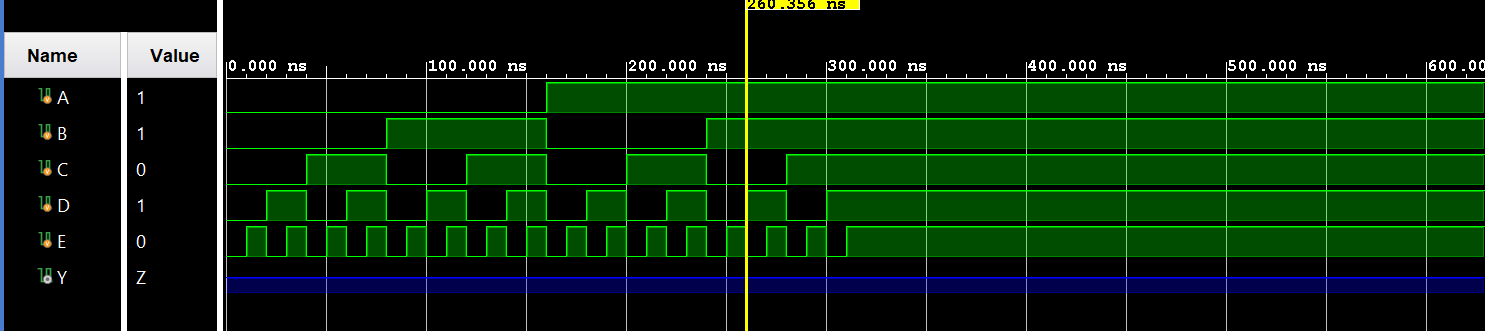 260.356 ns
Name Value
0.000 ns 100.000 ns 200.000 ns 300.000 ns 400.000 ns 500.000 ns 600.0
A 1
B 1
C 0
D 1
E 0
Y Z